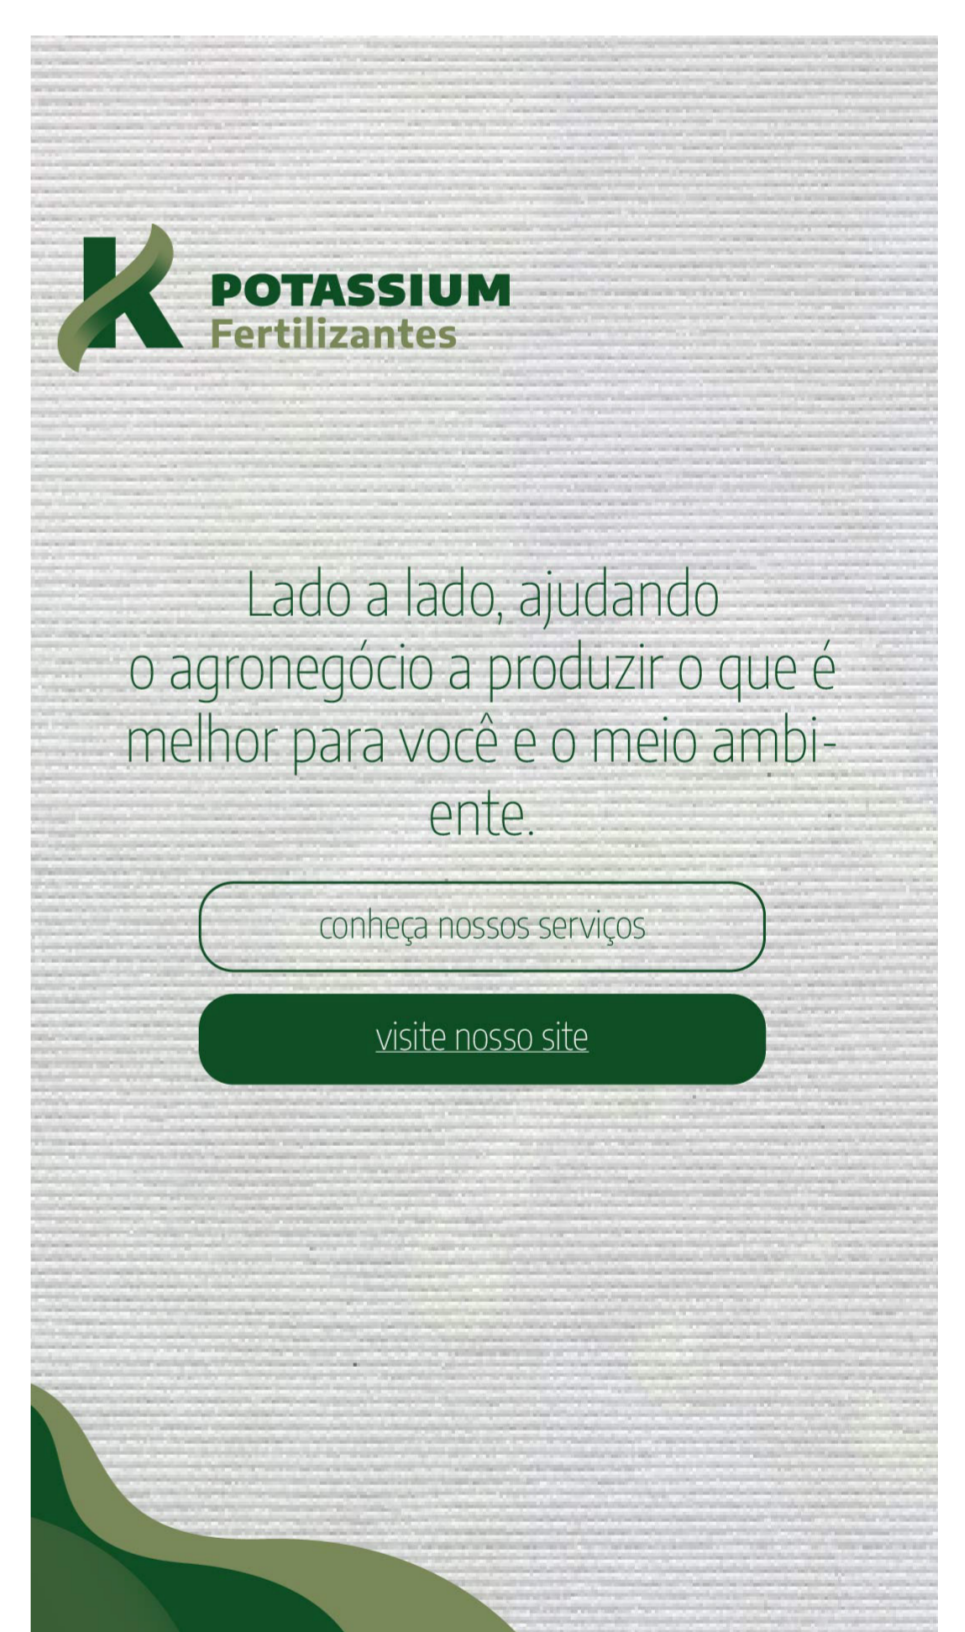 POTASSIUM
Fertilizantes
Lado a lado, ajudando
o agronegócio a produzir o que é
melhor para você e o meio ambi-
ente.
conheça nossos serviços
visite nosso site